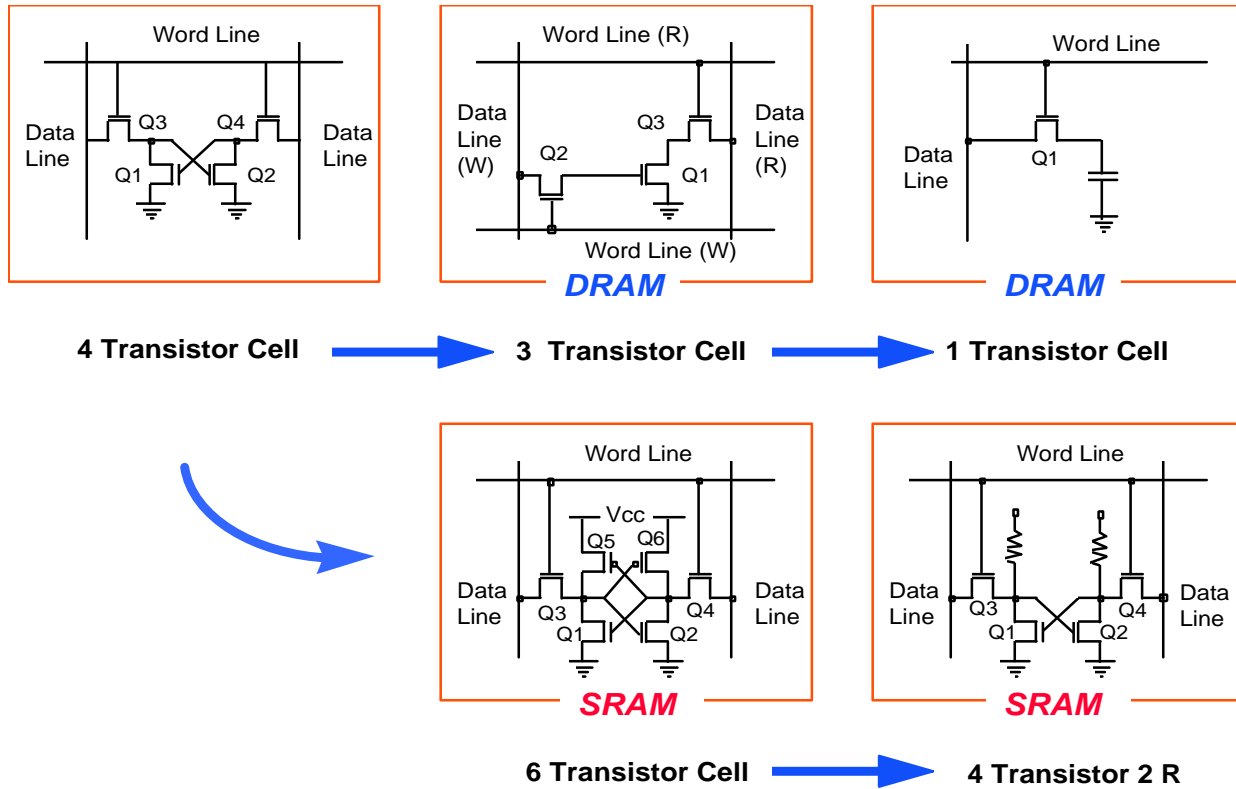 Word Line
Data
Line
Q3
Q4
Data
Line
Q1
Q2
4 Transistor Cell
Word Line (R)
Data
Line
(W)
Q2
Q3
Q1
Data
Line
(R)
Word Line (W)
DRAM
3 Transistor Cell
Word Line
Data
Line
Q1
DRAM
1 Transistor Cell
Word Line
Vcc
Q5
Q6
Data
Line
Q3
Q4
Data
Line
Q1
Q2
SRAM
6 Transistor Cell
Word Line
Data
Line
Q3
Q4
Data
Line
Q1
Q2
SRAM
4 Transistor 2 R